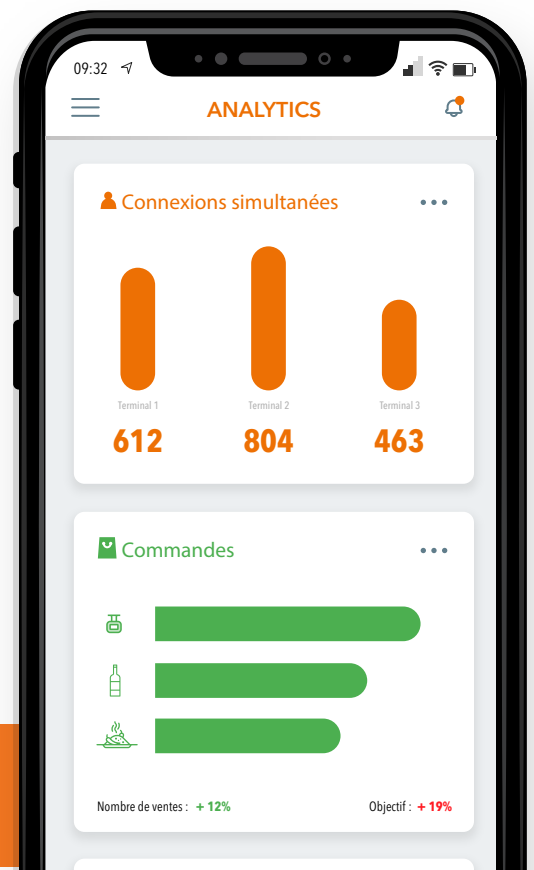 09:32
ANALYTICS
Connexions simultanées
Terminal 1 Terminal 2 Terminal 3
612 804 463
Commandes
Nombre de ventes : + 12% Objectif : + 19%